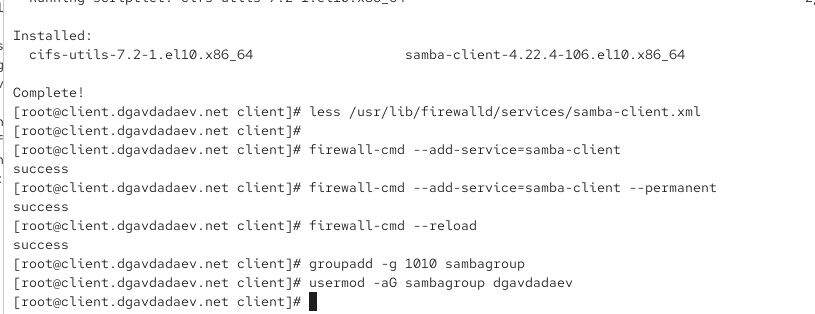 Installed:
cifs-utils-7.2-1.el10.x86_64 samba-client-4.22.4-106.el10.x86_64
Complete!
[root@client.dgavdadaev.net client]# less /usr/lib/firewalld/services/samba-client.xml
[root@client.dgavdadaev.net client]#
[root@client.dgavdadaev.net client]# firewall-cmd --add-service=samba-client
success
[root@client.dgavdadaev.net client]# firewall-cmd --add-service=samba-client --permanent
success
[root@client.dgavdadaev.net client]# firewall-cmd --reload
success
[root@client.dgavdadaev.net client]# groupadd -g 1010 sambagroup
[root@client.dgavdadaev.net client]# usermod -aG sambagroup dgavdadaev
[root@client.dgavdadaev.net client]#